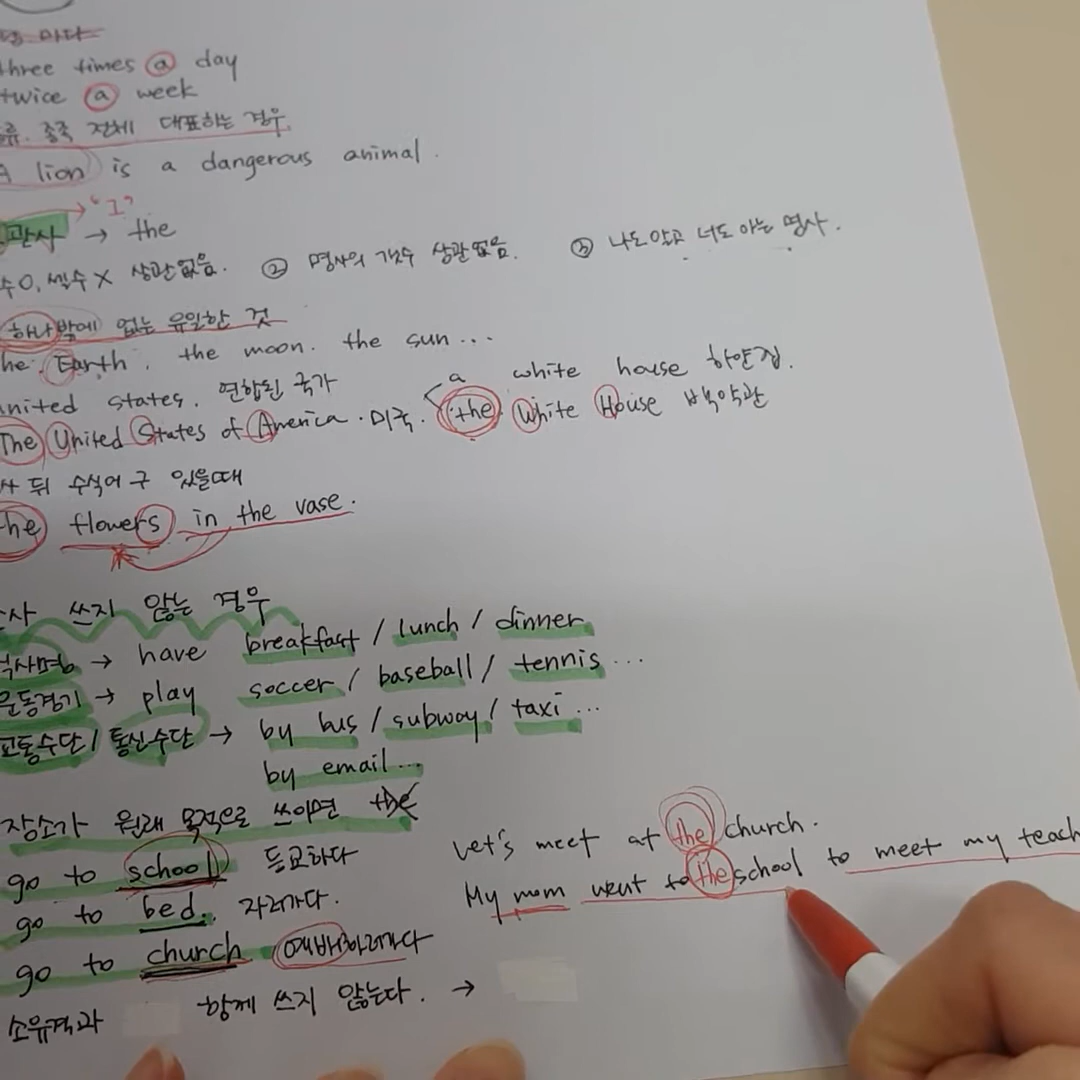 마다
three times a day
twice a week
류, 종족 전체 대표하는 경우
A lion is a dangerous animal.
관사 → the "1"
수 O, 셀수 X 상관없음. ② 명사의 갯수 상관없음. ③ 나도 알고 너도 아는 명사.
하나밖에 없는 유일한 것
he Earth, the moon. the sun ...
united states. 연합된 국가
a white house 하얀집.
The United States of America. 미국. the White House 백악관
뒤 수식어구 있을때
the flowers in the vase.
사 쓰지 않는 경우
식사명 → have breakfast / lunch / dinner
운동경기 → play soccer / baseball / tennis ...
교통수단 / 통신수단 → by bus / subway / taxi ...
by email ...
장소가 원래 목적으로 쓰이면 the
go to school 등교하다
go to bed. 자러가다.
go to church 예배하러가다
Let's meet at the church.
My mom went to the school to meet my teach
소유격과 함께 쓰지 않는다. →